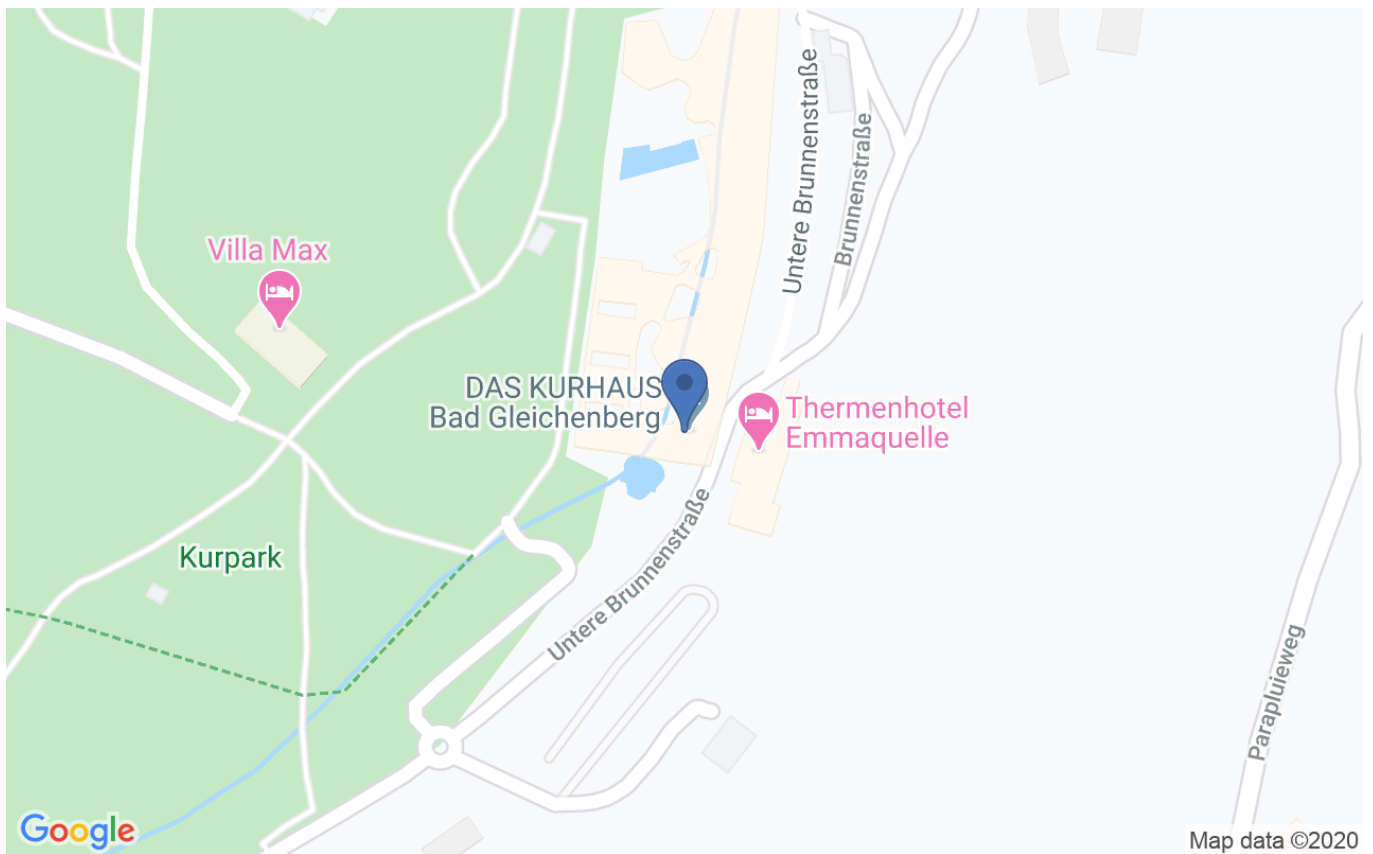 Untere Brunnenstraße
Brunnenstraße
Villa Max
DAS KURHAUS
Bad Gleichenberg
Thermenhotel
Emmaquelle
Kurpark
Untere Brunnenstraße
Parapluieweg
Google
Map data ©2020